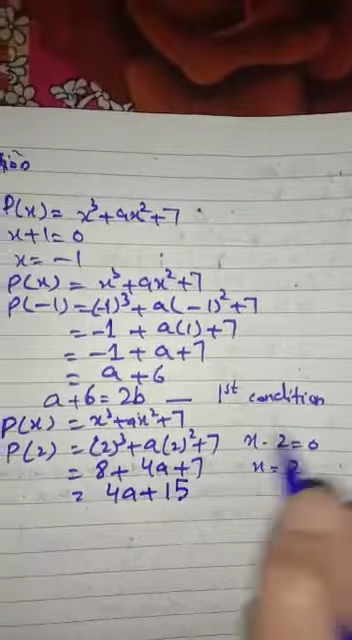 P(x) = x³+ax²+7
x+1=0
x= -1
P(x) = x³+ax²+7
P(-1) = (-1)³+a(-1)²+7
= -1 + a(1)+7
= -1+a+7
= a+6
a+6=2b — 1st condition
P(x) = x³+ax²+7
P(2) = (2)³+a(2)²+7 x-2=0
= 8+4a+7 x=2
= 4a+15